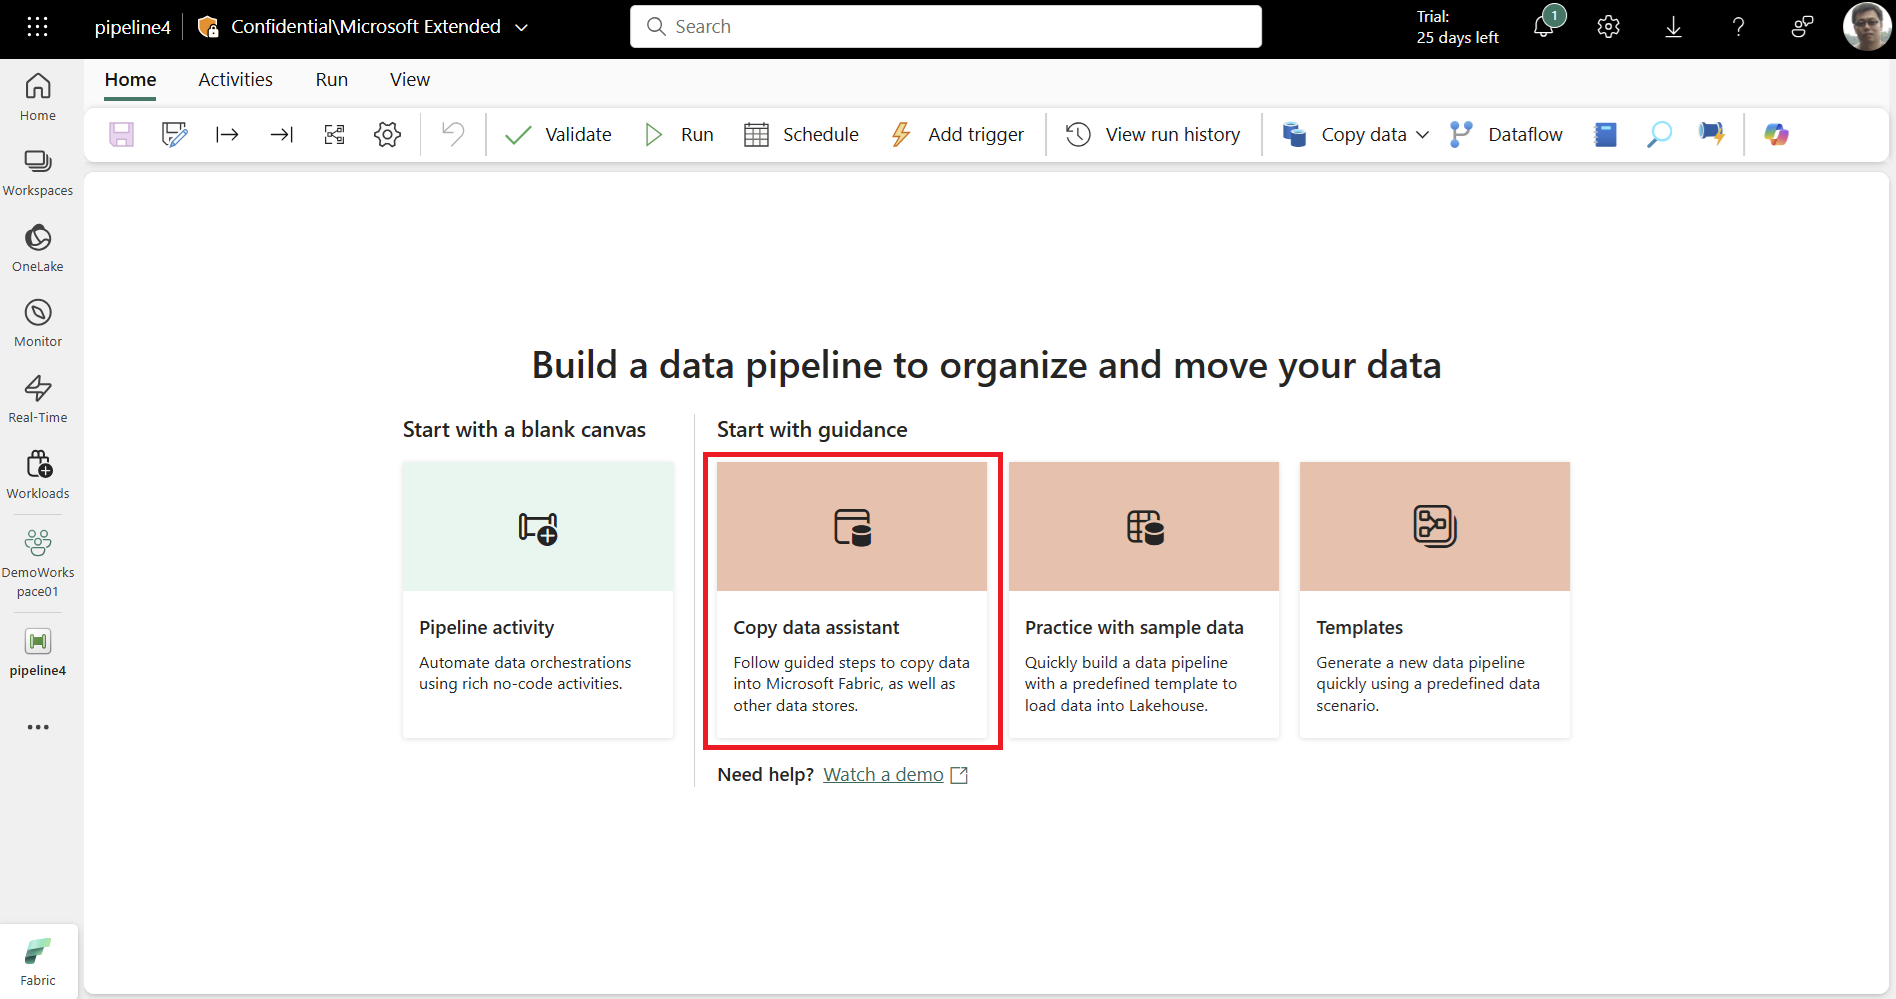 pipeline4
Confidential\Microsoft Extended
Search
Trial:
25 days left
1
Home
Activities
Run
View
Validate
Run
Schedule
Add trigger
View run history
Copy data
Dataflow
Home
Workspaces
OneLake
Monitor
Real-Time
Workloads
DemoWorks
pace01
pipeline4
Fabric
Build a data pipeline to organize and move your data
Start with a blank canvas
Pipeline activity
Automate data orchestrations
using rich no-code activities.
Start with guidance
Copy data assistant
Follow guided steps to copy data
into Microsoft Fabric, as well as
other data stores.
Practice with sample data
Quickly build a data pipeline
with a predefined template to
load data into Lakehouse.
Templates
Generate a new data pipeline
quickly using a predefined data
scenario.
Need help? Watch a demo